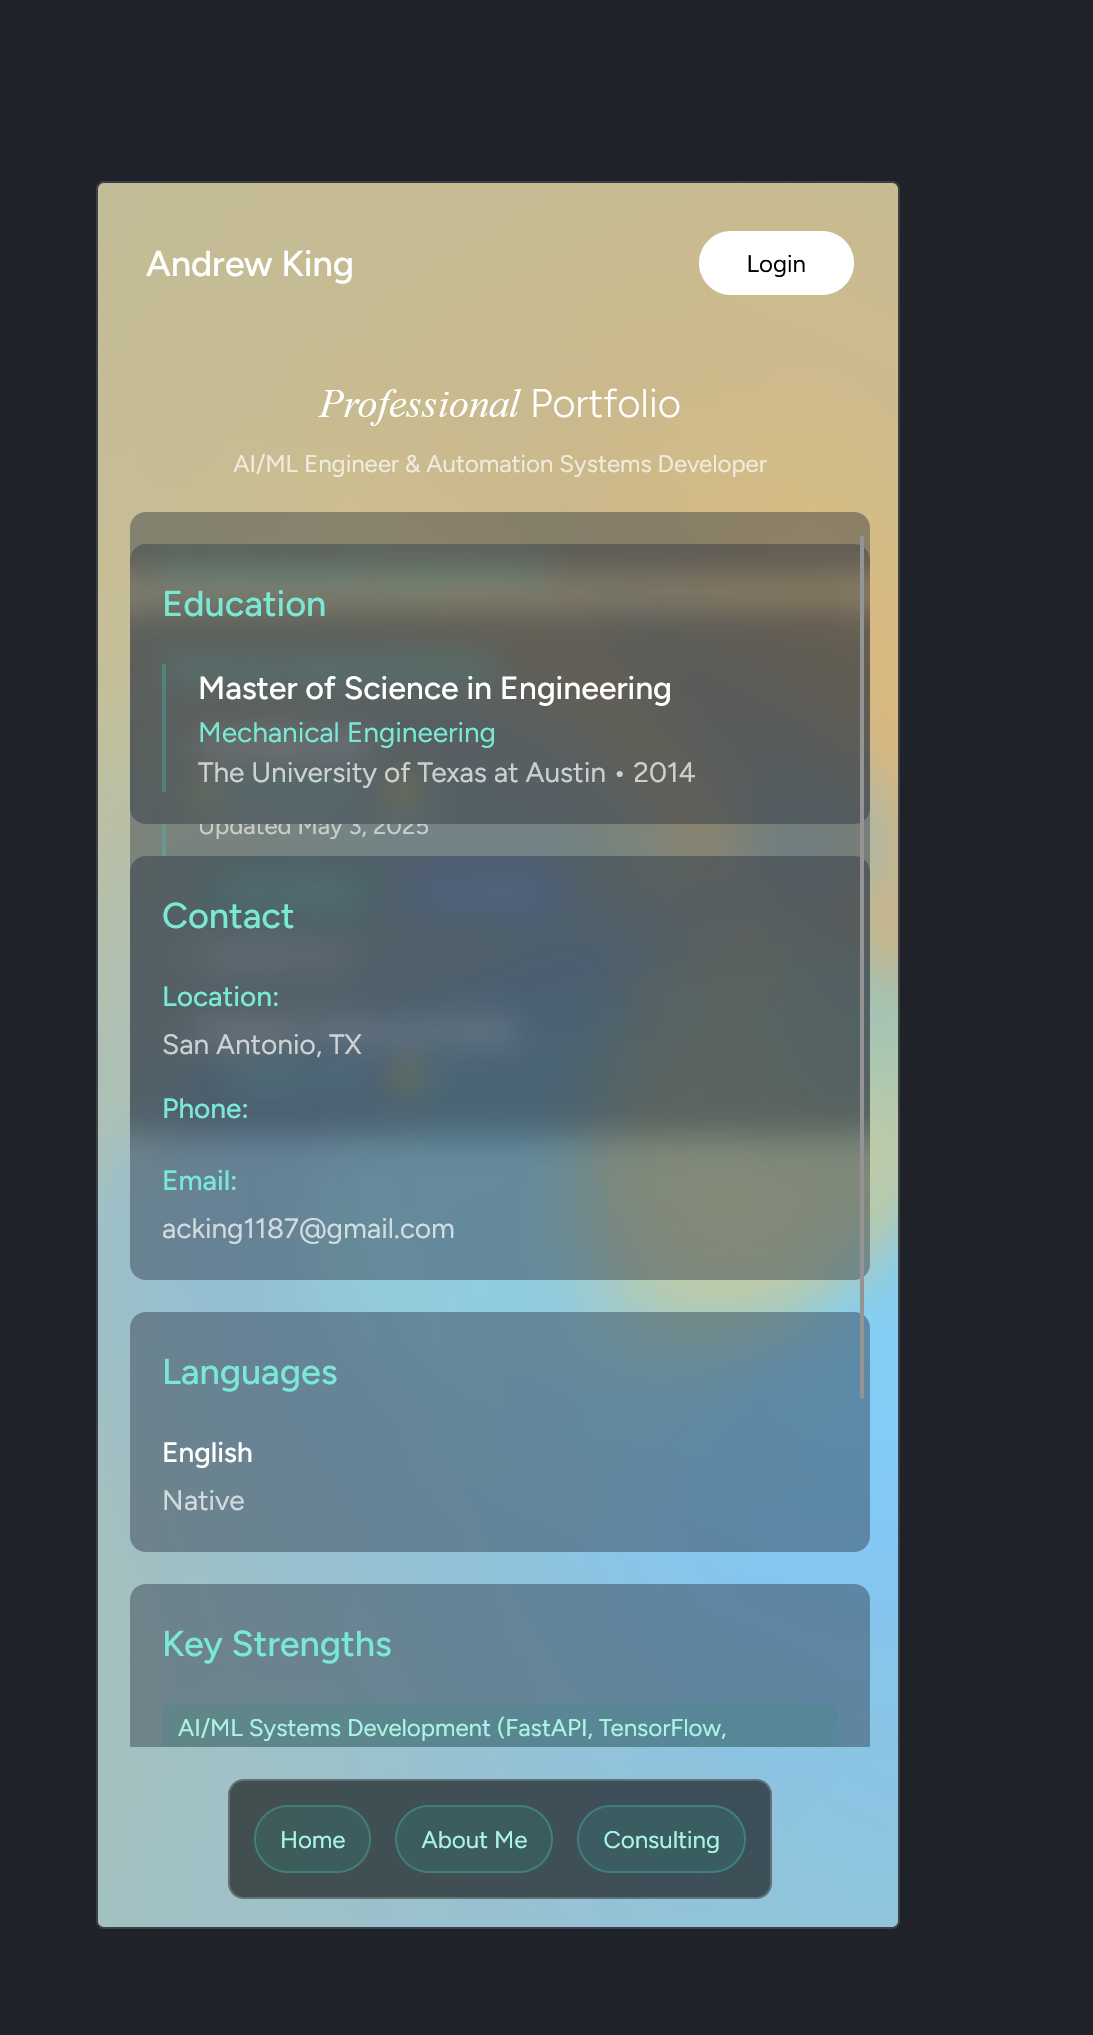 Andrew King
Login
Professional Portfolio
AI/ML Engineer & Automation Systems Developer
Education
Master of Science in Engineering
Mechanical Engineering
The University of Texas at Austin • 2014
Updated May 3, 2025
Contact
Location:
San Antonio, TX
Phone:
Email:
acking1187@gmail.com
Languages
English
Native
Key Strengths
AI/ML Systems Development (FastAPI, TensorFlow,
Home
About Me
Consulting